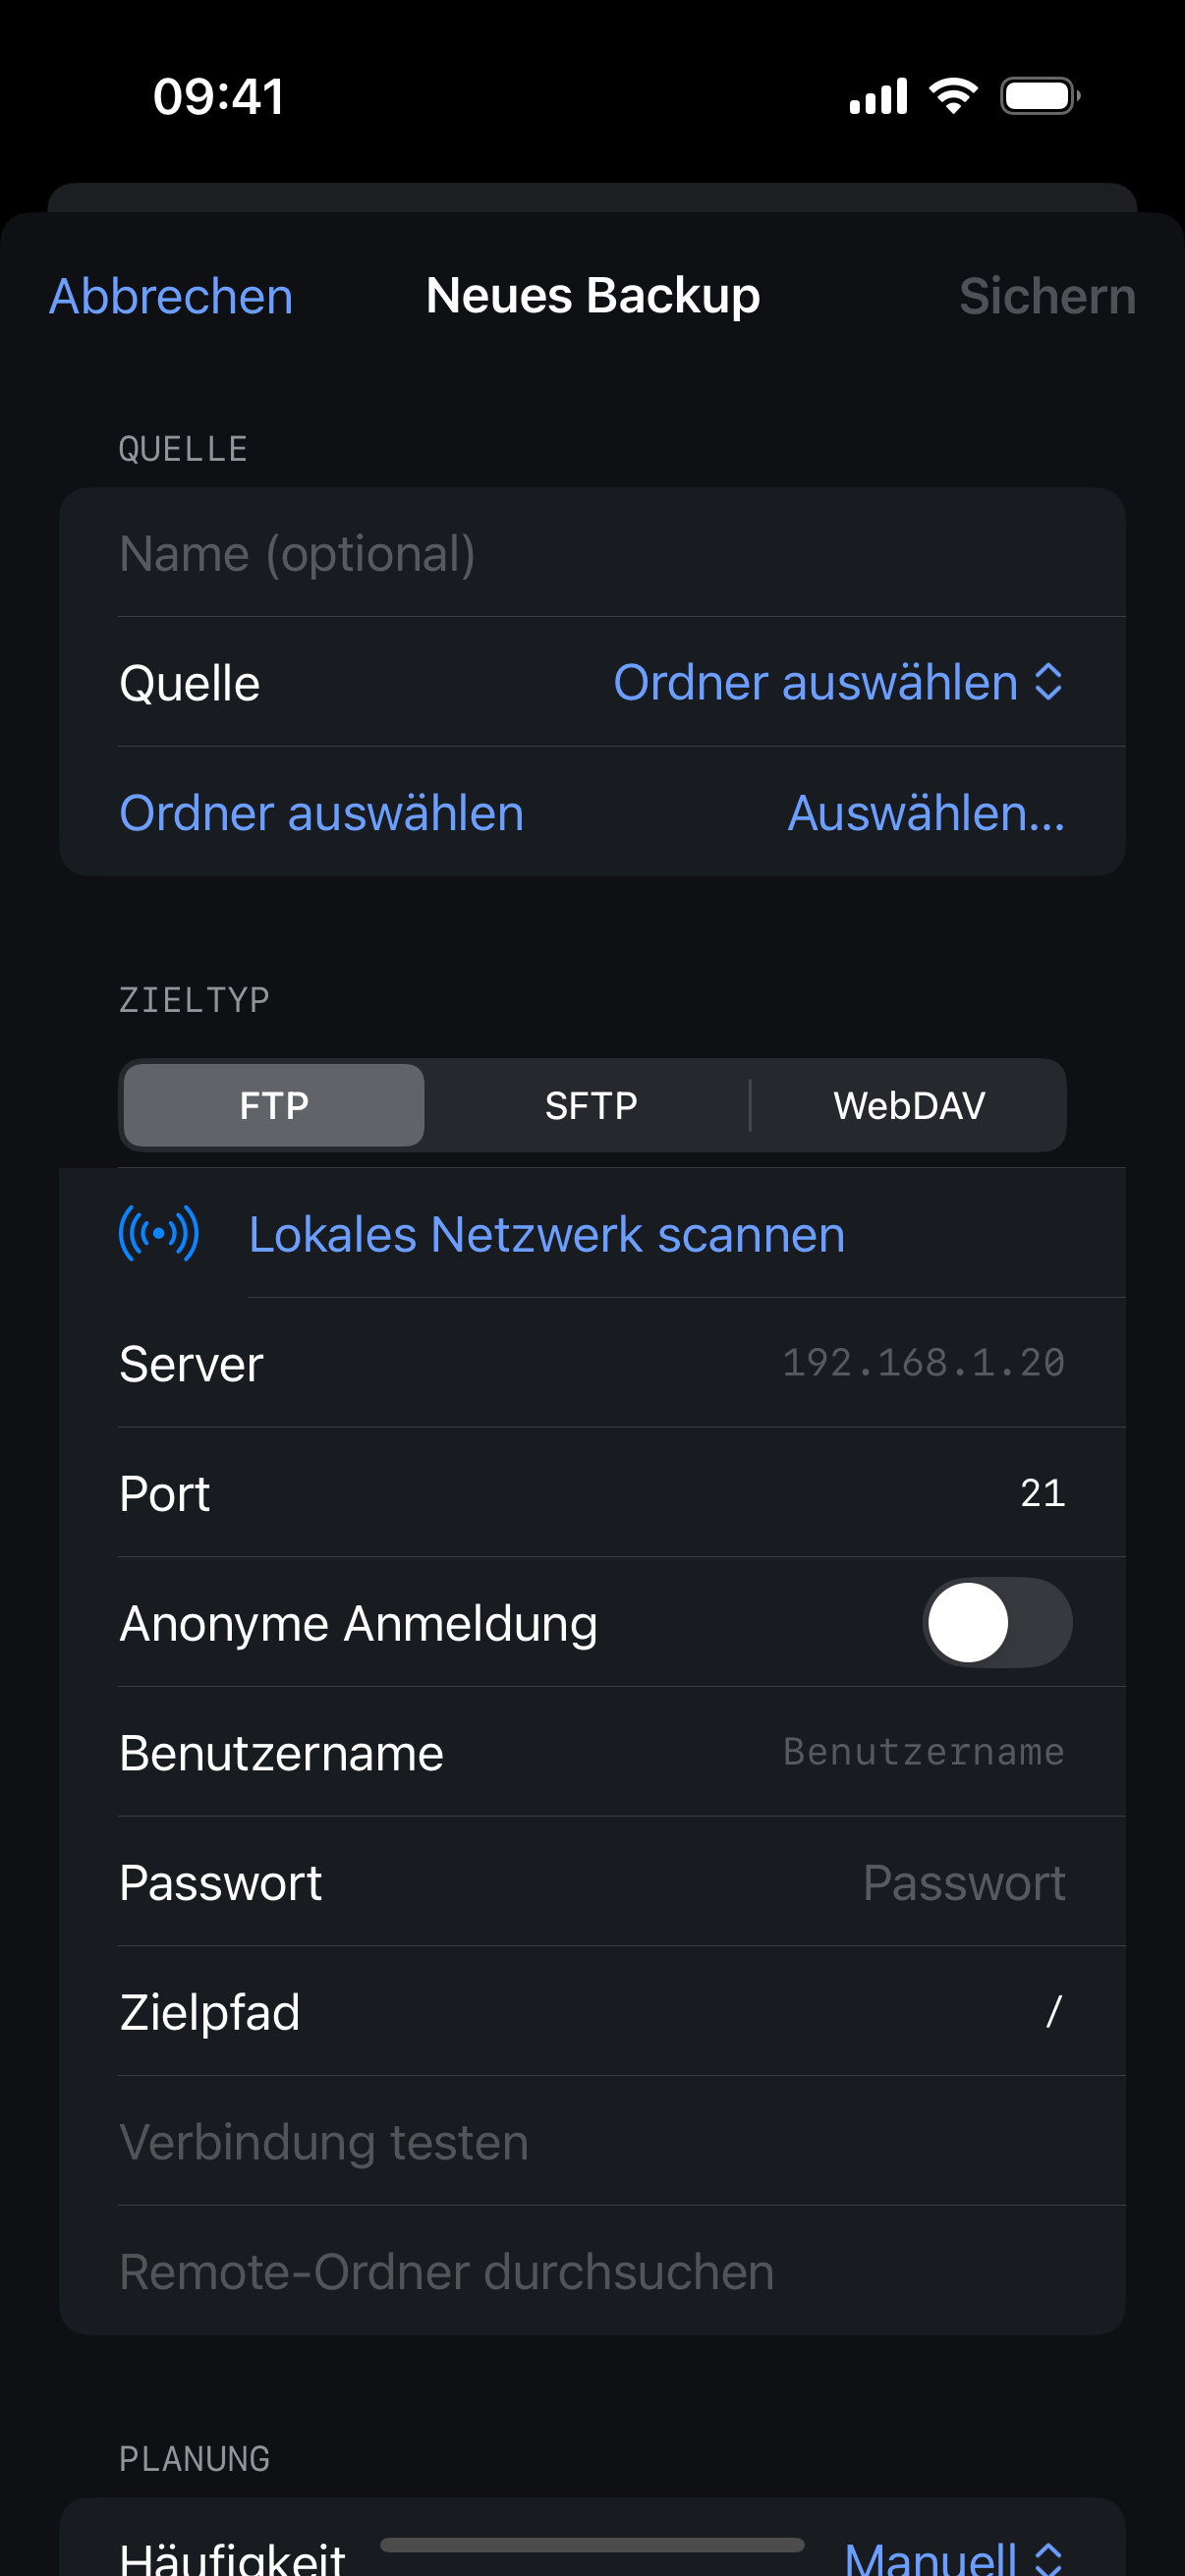 09:41
Abbrechen Neues Backup Sichern
QUELLE
Name (optional)
Quelle Ordner auswählen
Ordner auswählen Auswählen...
ZIELTYP
FTP SFTP WebDAV
Lokales Netzwerk scannen
Server 192.168.1.20
Port 21
Anonyme Anmeldung
Benutzername Benutzername
Passwort Passwort
Zielpfad /
Verbindung testen
Remote-Ordner durchsuchen
PLANUNG
Häufigkeit Manuell